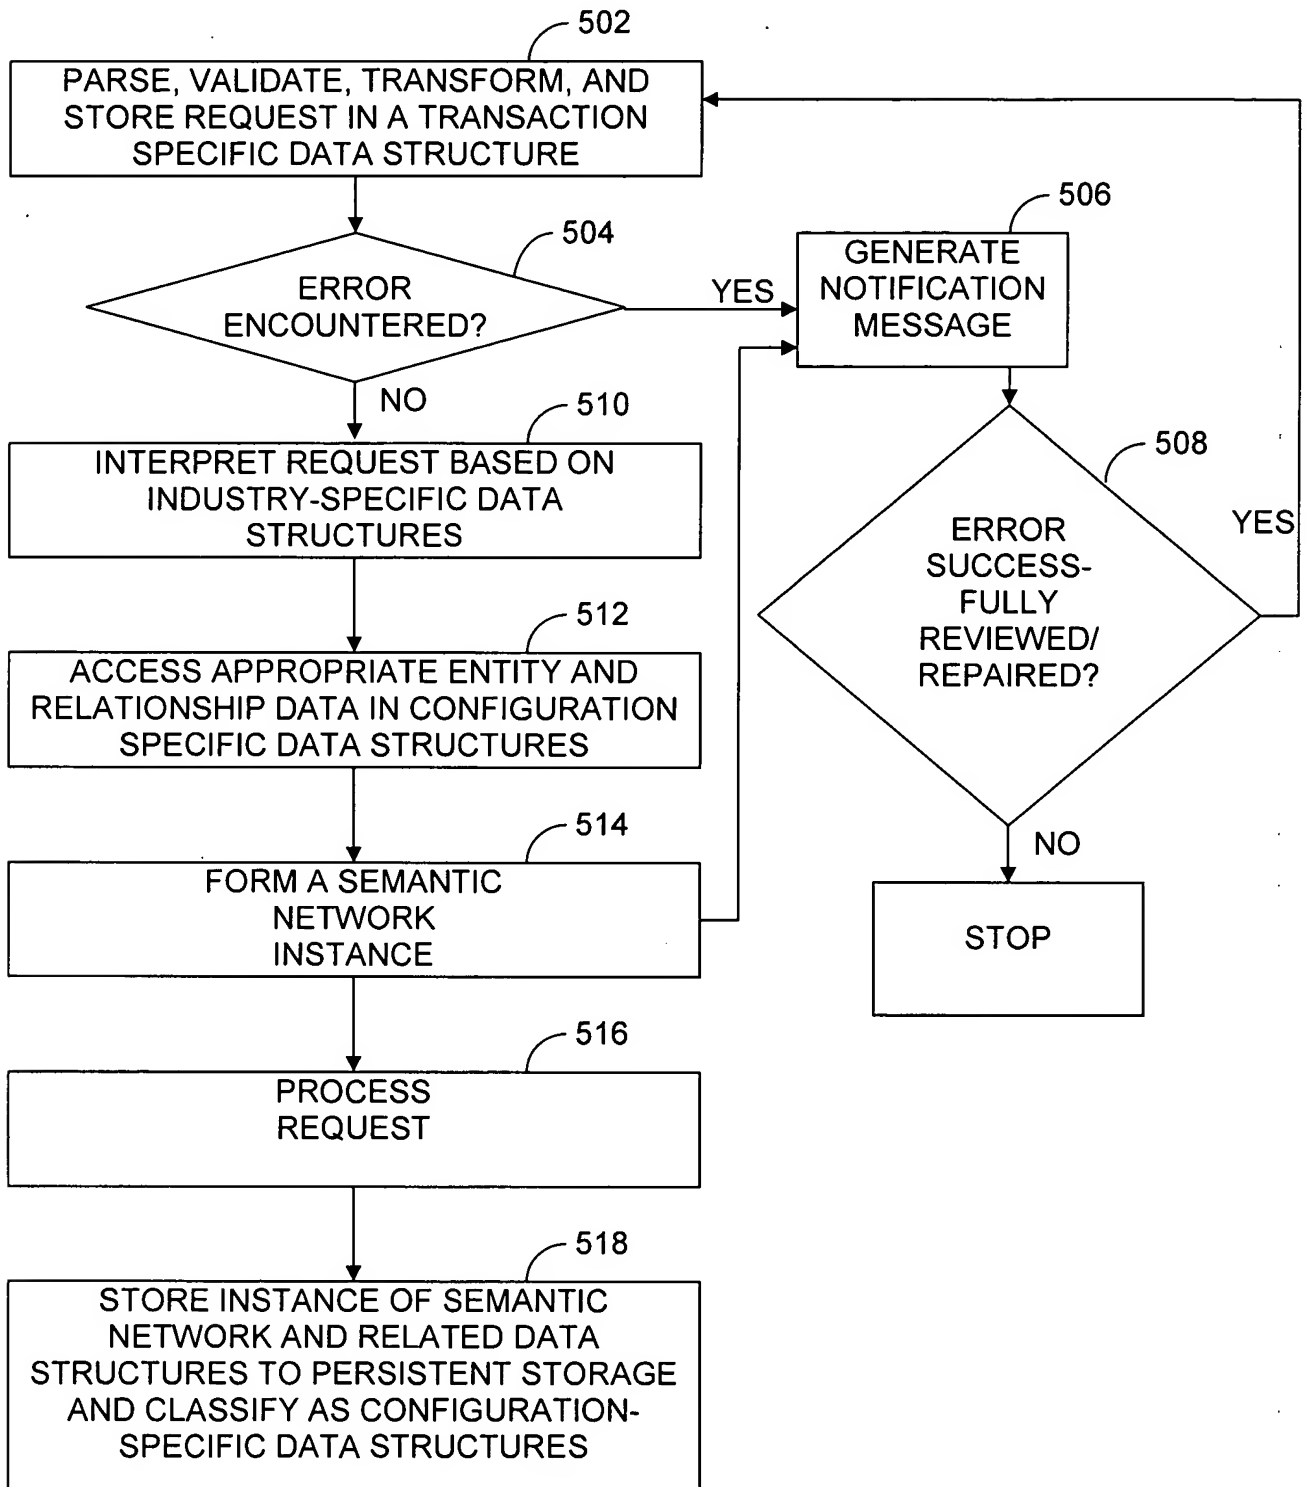 502
PARSE, VALIDATE, TRANSFORM, AND
STORE REQUEST IN A TRANSACTION
SPECIFIC DATA STRUCTURE
504
ERROR
ENCOUNTERED?
YES
NO
506
GENERATE
NOTIFICATION
MESSAGE
508
ERROR
SUCCESS-
FULLY
REVIEWED/
REPAIRED?
YES
NO
STOP
510
INTERPRET REQUEST BASED ON
INDUSTRY-SPECIFIC DATA
STRUCTURES
512
ACCESS APPROPRIATE ENTITY AND
RELATIONSHIP DATA IN CONFIGURATION
SPECIFIC DATA STRUCTURES
514
FORM A SEMANTIC
NETWORK
INSTANCE
516
PROCESS
REQUEST
518
STORE INSTANCE OF SEMANTIC
NETWORK AND RELATED DATA
STRUCTURES TO PERSISTENT STORAGE
AND CLASSIFY AS CONFIGURATION-
SPECIFIC DATA STRUCTURES